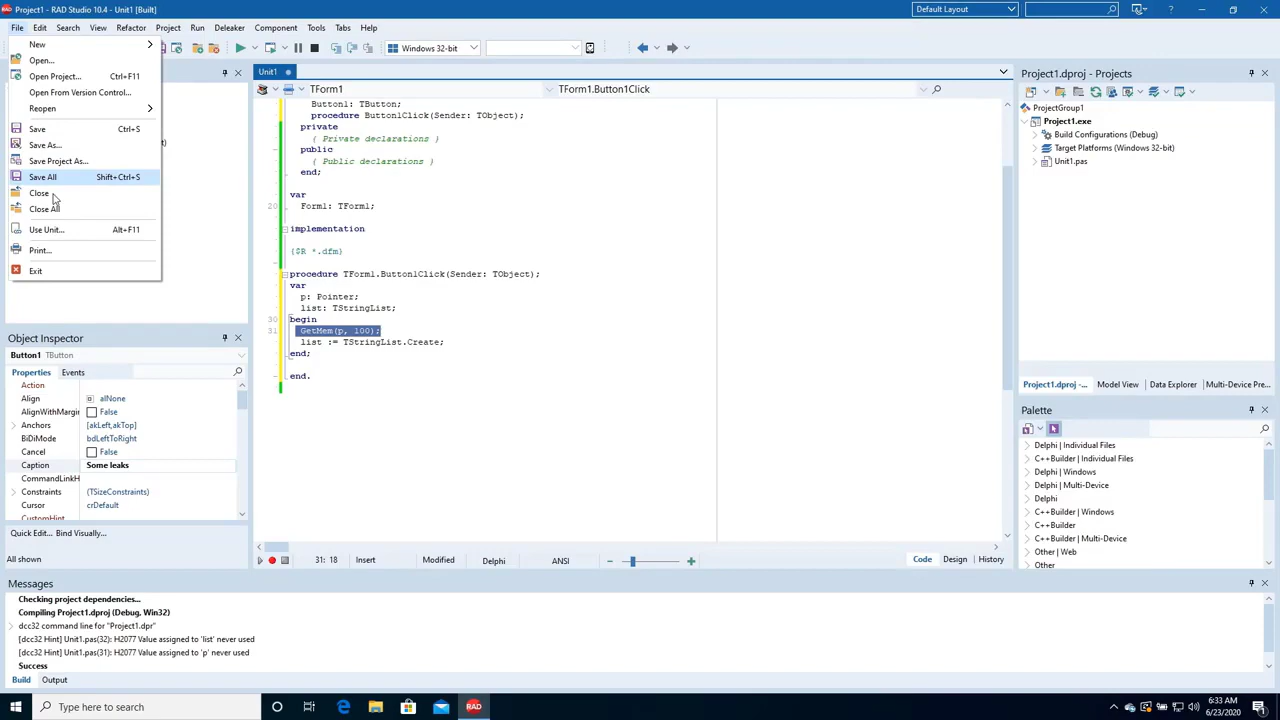 Project1 - RAD Studio 10.4 - Unit1 [Built]
Default Layout
File Edit Search View Refactor Project Run Deleaker Component Tools Tabs Help
Windows 32-bit
New
Open...
Open Project... Ctrl+F11
Open From Version Control...
Reopen
Save Ctrl+S
Save As...
Save Project As...
Save All Shift+Ctrl+S
Close
Close All
Use Unit... Alt+F11
Print...
Exit
Object Inspector
Button1 TButton
Properties Events
Action
Align alNone
AlignWithMargin False
Anchors [akLeft,akTop]
BiDiMode bdLeftToRight
Cancel False
Caption Some leaks
CommandLinkH
Constraints (TSizeConstraints)
Cursor crDefault
CustomHint
Quick Edit... Bind Visually...
All shown
Unit1
TForm1 TForm1.Button1Click
Button1: TButton;
procedure Button1Click(Sender: TObject);
private
{ Private declarations }
public
{ Public declarations }
end;
var
20 Form1: TForm1;
implementation
{$R *.dfm}
procedure TForm1.Button1Click(Sender: TObject);
var
p: Pointer;
list: TStringList;
30 begin
31 GetMem(p, 100);
list := TStringList.Create;
end;
end.
31: 18 Insert Modified Delphi ANSI
Code Design History
Project1.dproj - Projects
ProjectGroup1
Project1.exe
Build Configurations (Debug)
Target Platforms (Windows 32-bit)
Unit1.pas
Project1.dproj -... Model View Data Explorer Multi-Device Pre...
Palette
Delphi | Individual Files
C++Builder | Individual Files
Delphi | Windows
Delphi | Multi-Device
Delphi
C++Builder | Windows
C++Builder
C++Builder | Multi-Device
Other | Web
Other
Messages
Checking project dependencies...
Compiling Project1.dproj (Debug, Win32)
dcc32 command line for "Project1.dpr"
[dcc32 Hint] Unit1.pas(32): H2077 Value assigned to 'list' never used
[dcc32 Hint] Unit1.pas(31): H2077 Value assigned to 'p' never used
Success
Build Output
Type here to search
RAD
6:33 AM
6/23/2020